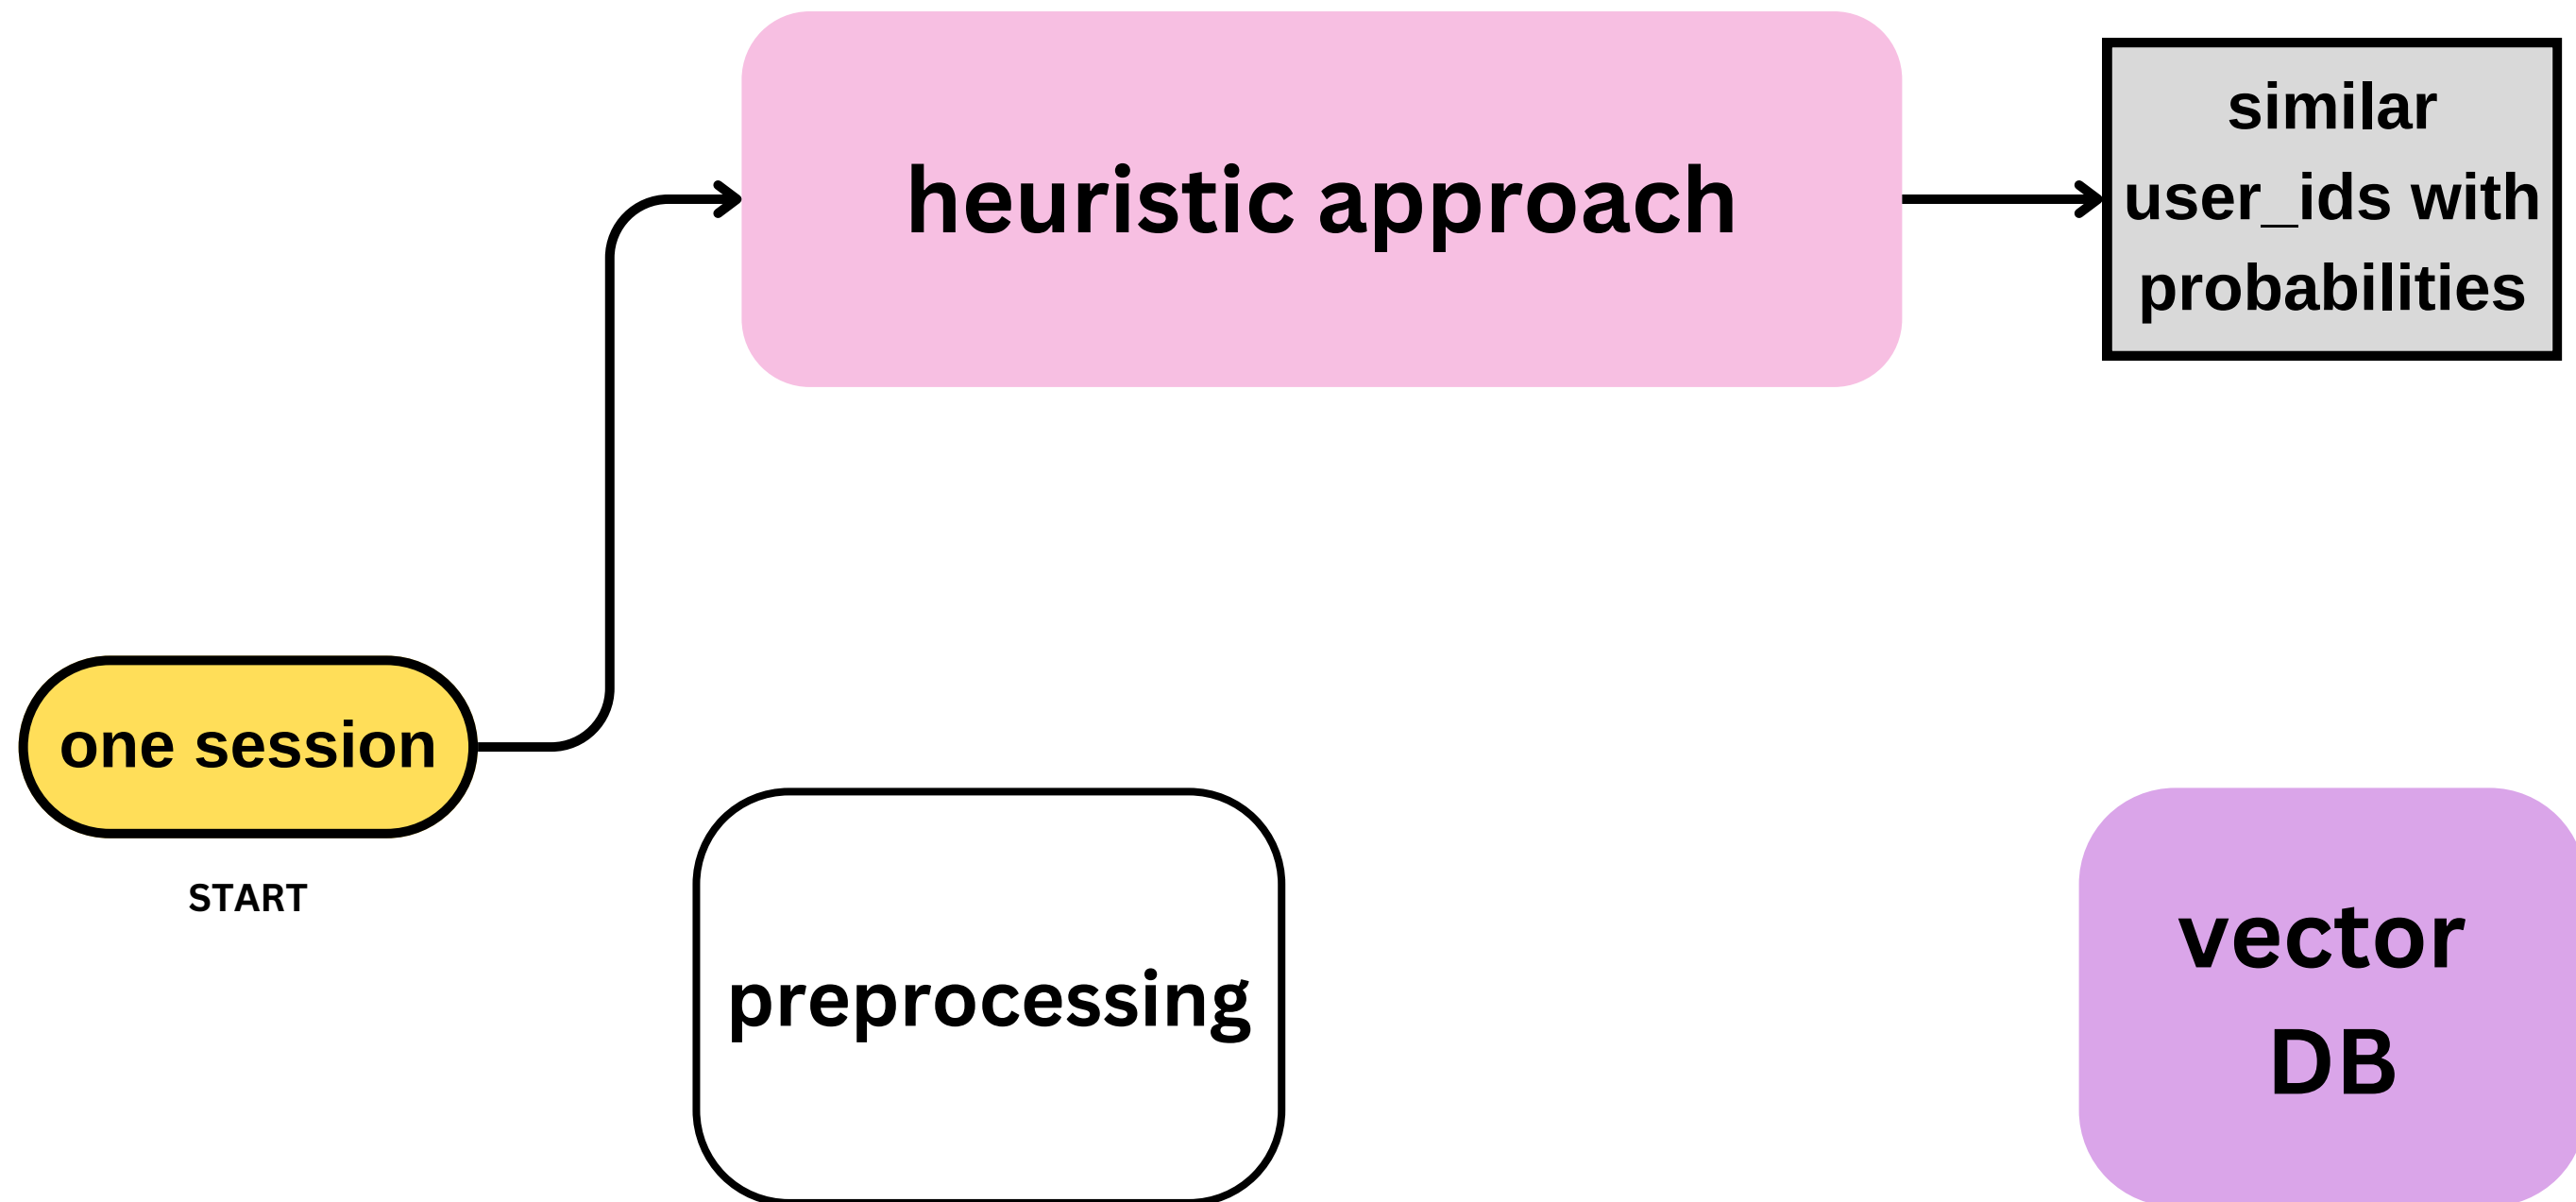 heuristic approach
similar
user_ids with
probabilities
one session
START
preprocessing
vector
DB